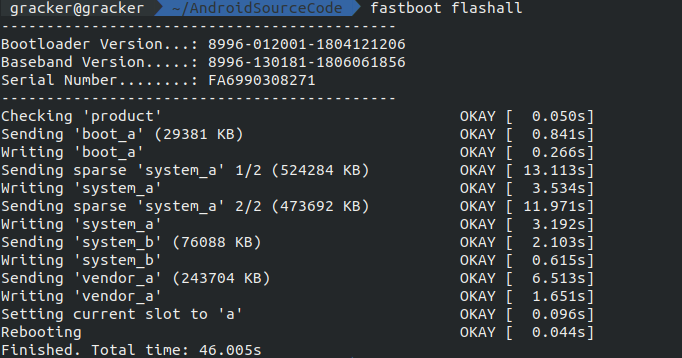 gracker@gracker ~/AndroidSourceCode fastboot flashall
--------------------------------------------
Bootloader Version...: 8996-012001-1804121206
Baseband Version.....: 8996-130181-1806061856
Serial Number........: FA6990308271
--------------------------------------------
Checking 'product' OKAY [ 0.050s]
Sending 'boot_a' (29381 KB) OKAY [ 0.841s]
Writing 'boot_a' OKAY [ 0.266s]
Sending sparse 'system_a' 1/2 (524284 KB) OKAY [ 13.113s]
Writing 'system_a' OKAY [ 3.534s]
Sending sparse 'system_a' 2/2 (473692 KB) OKAY [ 11.971s]
Writing 'system_a' OKAY [ 3.192s]
Sending 'system_b' (76088 KB) OKAY [ 2.103s]
Writing 'system_b' OKAY [ 0.615s]
Sending 'vendor_a' (243704 KB) OKAY [ 6.513s]
Writing 'vendor_a' OKAY [ 1.651s]
Setting current slot to 'a' OKAY [ 0.096s]
Rebooting OKAY [ 0.044s]
Finished. Total time: 46.005s